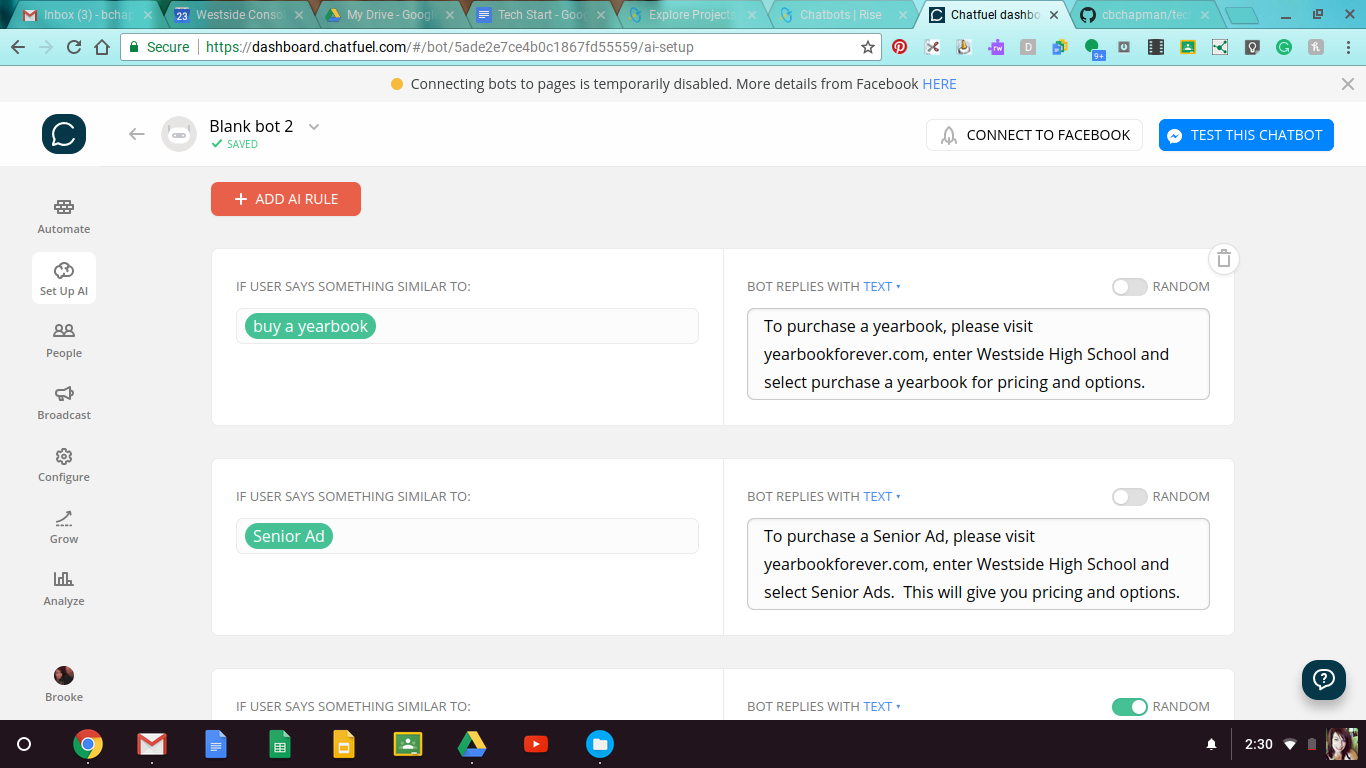 Inbox (3) - bchap
23
Westside Conso
My Drive - Google
Tech Start - Goo
Explore Projects
Chatbots | Rise
Chatfuel dashbo
cbchapman/tec
Secure
https://dashboard.chatfuel.com/#/bot/5ade2e7ce4b0c1867fd55559/ai-setup
rw
D
9+
Connecting bots to pages is temporarily disabled. More details from Facebook HERE
Blank bot 2
SAVED
CONNECT TO FACEBOOK
TEST THIS CHATBOT
Automate
Set Up AI
People
Broadcast
Configure
Grow
Analyze
Brooke
+ ADD AI RULE
IF USER SAYS SOMETHING SIMILAR TO:
buy a yearbook
BOT REPLIES WITH TEXT
RANDOM
To purchase a yearbook, please visit
yearbookforever.com, enter Westside High School and
select purchase a yearbook for pricing and options.
IF USER SAYS SOMETHING SIMILAR TO:
Senior Ad
BOT REPLIES WITH TEXT
RANDOM
To purchase a Senior Ad, please visit
yearbookforever.com, enter Westside High School and
select Senior Ads.  This will give you pricing and options.
IF USER SAYS SOMETHING SIMILAR TO:
BOT REPLIES WITH TEXT
RANDOM
2:30